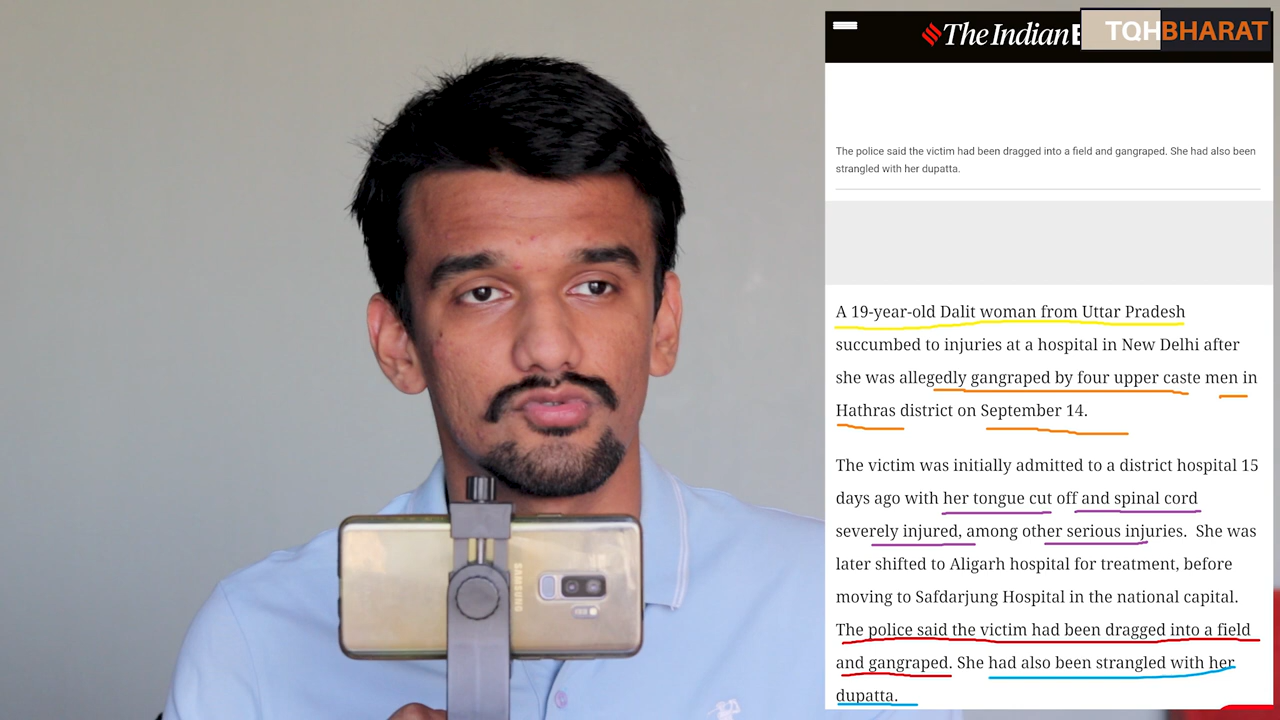 The Indian E
TQHBHARAT
The police said the victim had been dragged into a field and gangraped. She had also been
strangled with her dupatta.
A 19-year-old Dalit woman from Uttar Pradesh
succumbed to injuries at a hospital in New Delhi after
she was allegedly gangraped by four upper caste men in
Hathras district on September 14.
The victim was initially admitted to a district hospital 15
days ago with her tongue cut off and spinal cord
severely injured, among other serious injuries. She was
later shifted to Aligarh hospital for treatment, before
moving to Safdarjung Hospital in the national capital.
The police said the victim had been dragged into a field
and gangraped. She had also been strangled with her
dupatta.
SAMSUNG